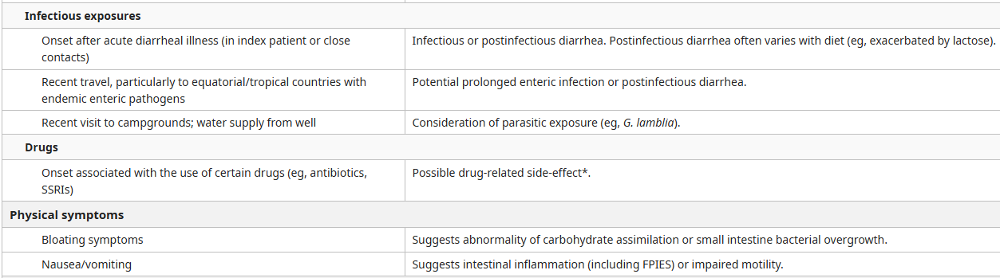 Infectious exposures
Onset after acute diarrheal illness (in index patient or close
contacts)
Infectious or postinfectious diarrhea. Postinfectious diarrhea often varies with diet (eg, exacerbated by lactose).
Recent travel, particularly to equatorial/tropical countries with
endemic enteric pathogens
Potential prolonged enteric infection or postinfectious diarrhea.
Recent visit to campgrounds; water supply from well
Consideration of parasitic exposure (eg, G. lamblia).
Drugs
Onset associated with the use of certain drugs (eg, antibiotics,
SSRIs)
Possible drug-related side-effect*.
Physical symptoms
Bloating symptoms
Suggests abnormality of carbohydrate assimilation or small intestine bacterial overgrowth.
Nausea/vomiting
Suggests intestinal inflammation (including FPIES) or impaired motility.